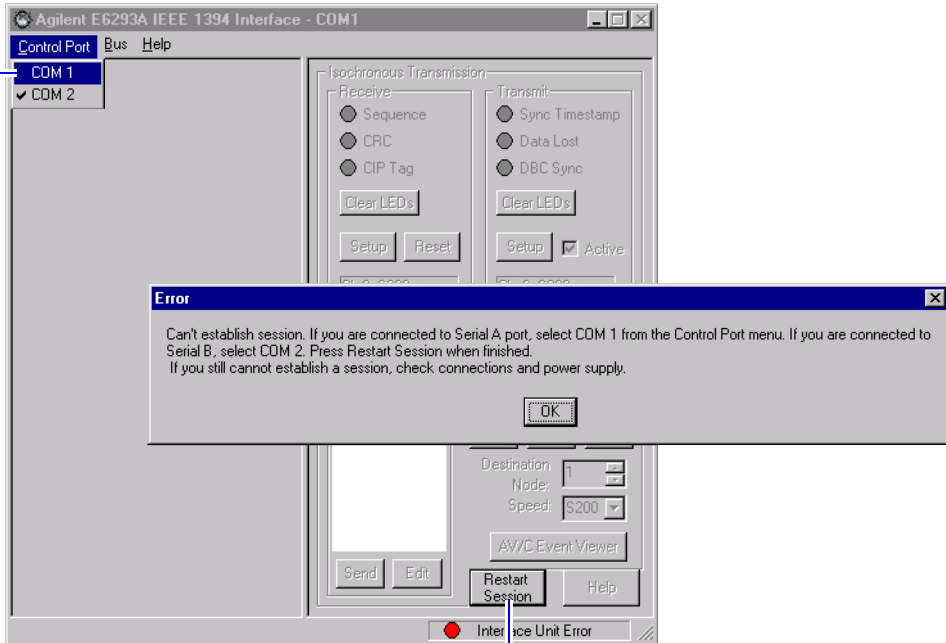 Agilent E6293A IEEE 1394 Interface - COM1
Control Port Bus Help
COM 1
COM 2
Isochronous Transmission
Receive
Transmit
Sequence
Sync Timestamp
CRC
Data Lost
CIP Tag
DBC Sync
Clear LEDs
Clear LEDs
Setup
Reset
Setup
Active
Error
Can't establish session. If you are connected to Serial A port, select COM 1 from the Control Port menu. If you are connected to
Serial B, select COM 2. Press Restart Session when finished.
If you still cannot establish a session, check connections and power supply.
OK
Destination
Node:
1
Speed:
S200
AV/C Event Viewer
Send
Edit
Restart
Session
Help
Interface Unit Error